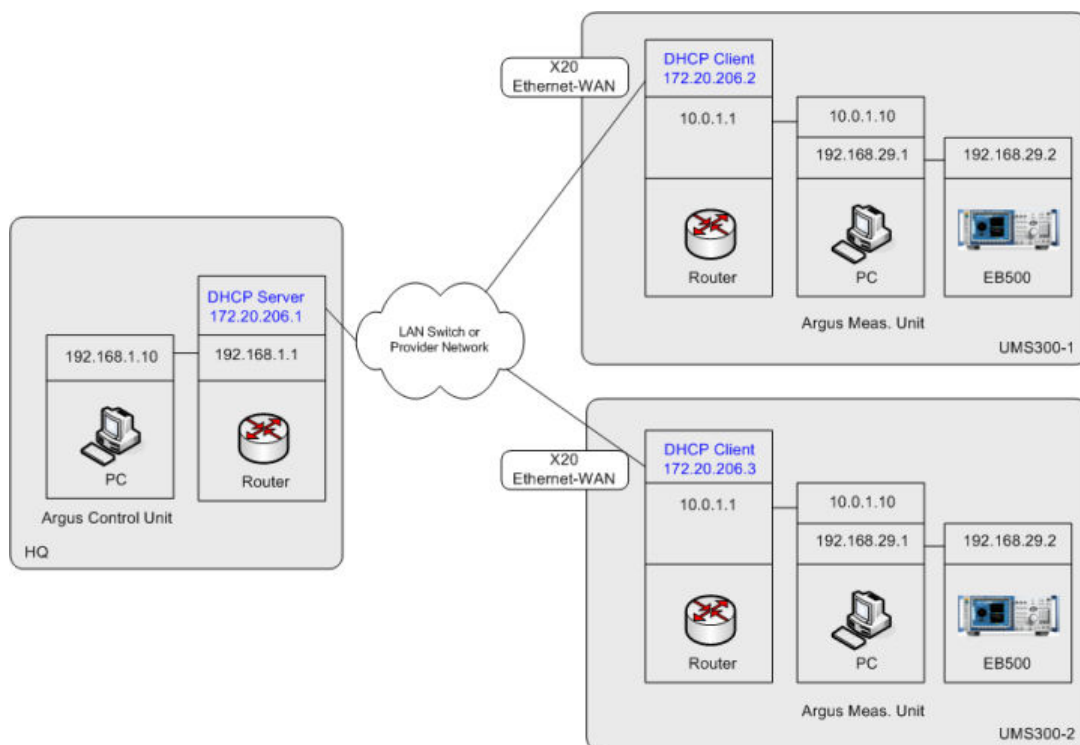 DHCP Server
172.20.206.1
192.168.1.10
192.168.1.1
PC
Router
Argus Control Unit
HQ
LAN Switch or
Provider Network
X20
Ethernet-WAN
DHCP Client
172.20.206.2
10.0.1.1
10.0.1.10
192.168.29.1
192.168.29.2
Router
PC
EB500
Argus Meas. Unit
UMS300-1
X20
Ethernet-WAN
DHCP Client
172.20.206.3
10.0.1.1
10.0.1.10
192.168.29.1
192.168.29.2
Router
PC
EB500
Argus Meas. Unit
UMS300-2